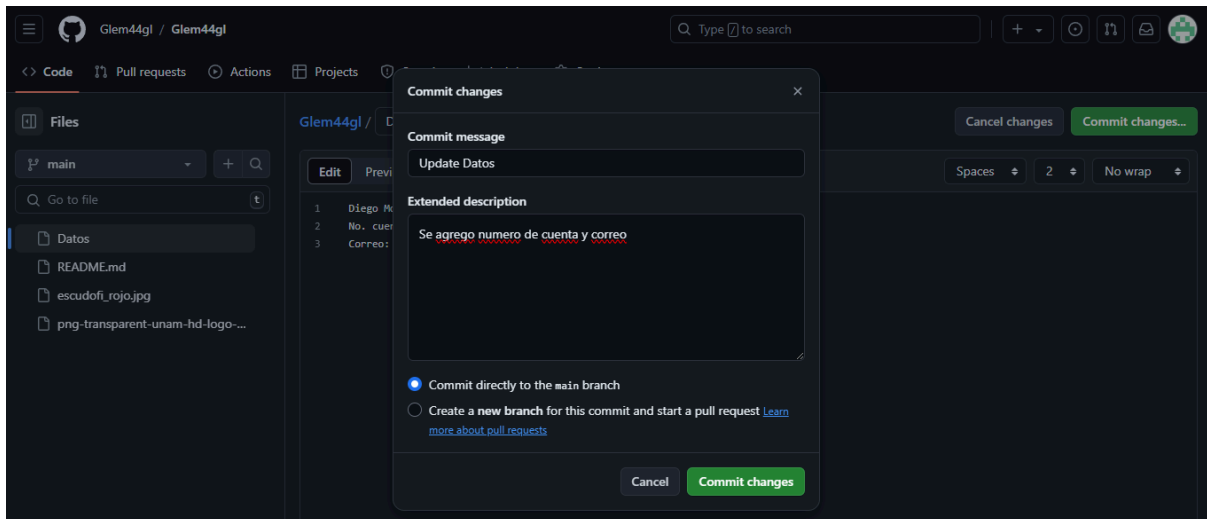 Glem44gl / Glem44gl
Type / to search
Code Pull requests Actions Projects
Files
main
Go to file t
Datos
README.md
escudofi_rojo.jpg
png-transparent-unam-hd-logo-...
Glem44gl /
Cancel changes Commit changes...
Edit
Spaces 2 No wrap
1 Diego
2 No.
3 Correo:
Commit changes
Commit message
Update Datos
Extended description
Se agrego numero de cuenta y correo
Commit directly to the main branch
Create a new branch for this commit and start a pull request Learn
more about pull requests
Cancel Commit changes